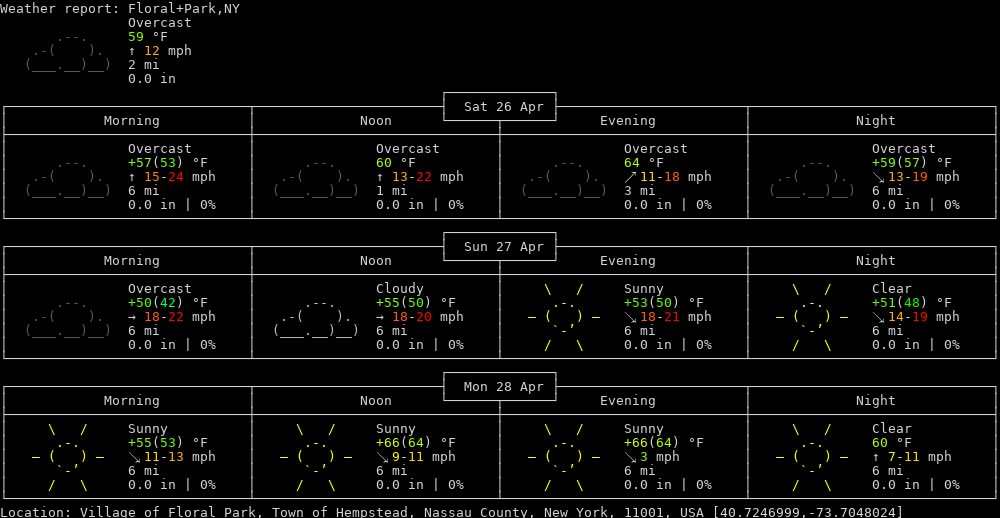 Weather report: Floral+Park,NY
Overcast
59 °F
↑ 12 mph
2 mi
0.0 in
Sat 26 Apr
Morning Noon Evening Night
Overcast Overcast Overcast Overcast
+57(53) °F 60 °F 64 °F +59(57) °F
↑ 15-24 mph ↑ 13-22 mph ↗ 11-18 mph ↘ 13-19 mph
6 mi 1 mi 3 mi 6 mi
0.0 in | 0% 0.0 in | 0% 0.0 in | 0% 0.0 in | 0%
Sun 27 Apr
Morning Noon Evening Night
Overcast Cloudy Sunny Clear
+50(42) °F +55(50) °F +53(50) °F +51(48) °F
→ 18-22 mph → 18-20 mph ↘ 18-21 mph ↘ 14-19 mph
6 mi 6 mi 6 mi 6 mi
0.0 in | 0% 0.0 in | 0% 0.0 in | 0% 0.0 in | 0%
Mon 28 Apr
Morning Noon Evening Night
Sunny Sunny Sunny Clear
+55(53) °F +66(64) °F +66(64) °F 60 °F
↘ 11-13 mph ↘ 9-11 mph ↘ 3 mph ↑ 7-11 mph
6 mi 6 mi 6 mi 6 mi
0.0 in | 0% 0.0 in | 0% 0.0 in | 0% 0.0 in | 0%
Location: Village of Floral Park, Town of Hempstead, Nassau County, New York, 11001, USA [40.7246999,-73.7048024]